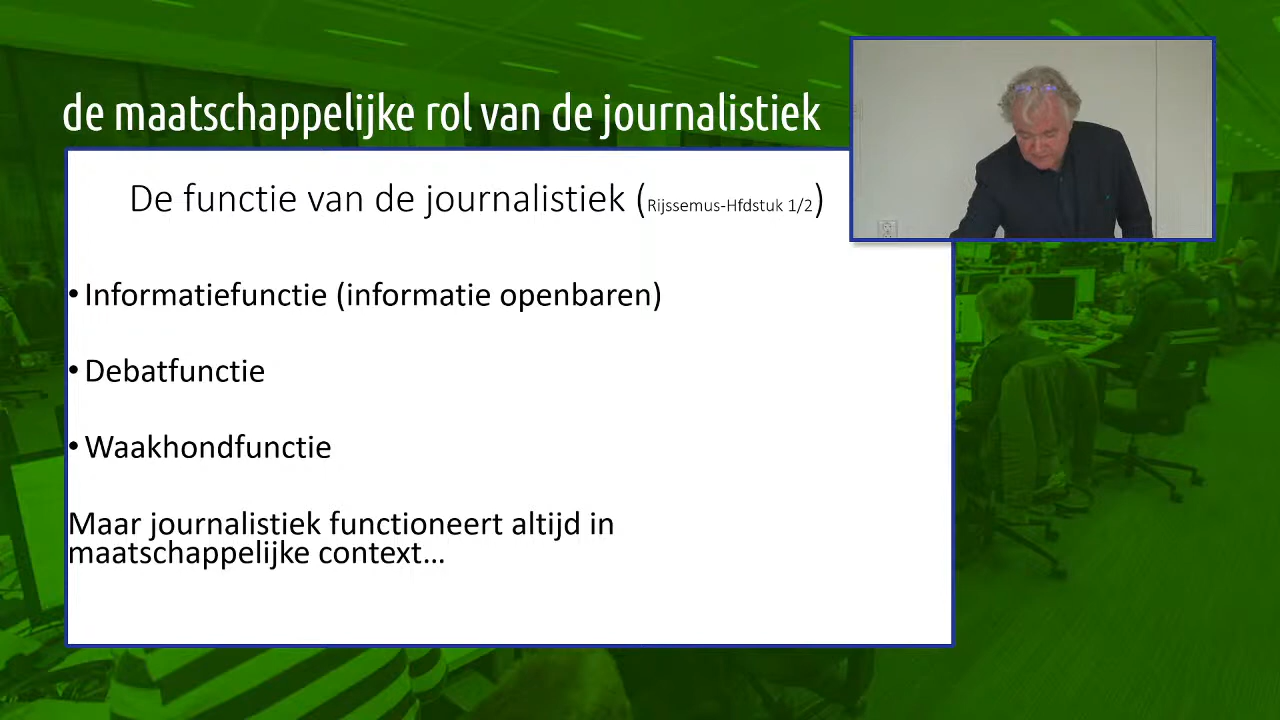 de maatschappelijke rol van de journalistiek
De functie van de journalistiek (Rijssemus-Hfdstuk 1/2)
• Informatiefunctie (informatie openbaren)
• Debatfunctie
• Waakhondfunctie
Maar journalistiek functioneert altijd in
maatschappelijke context…